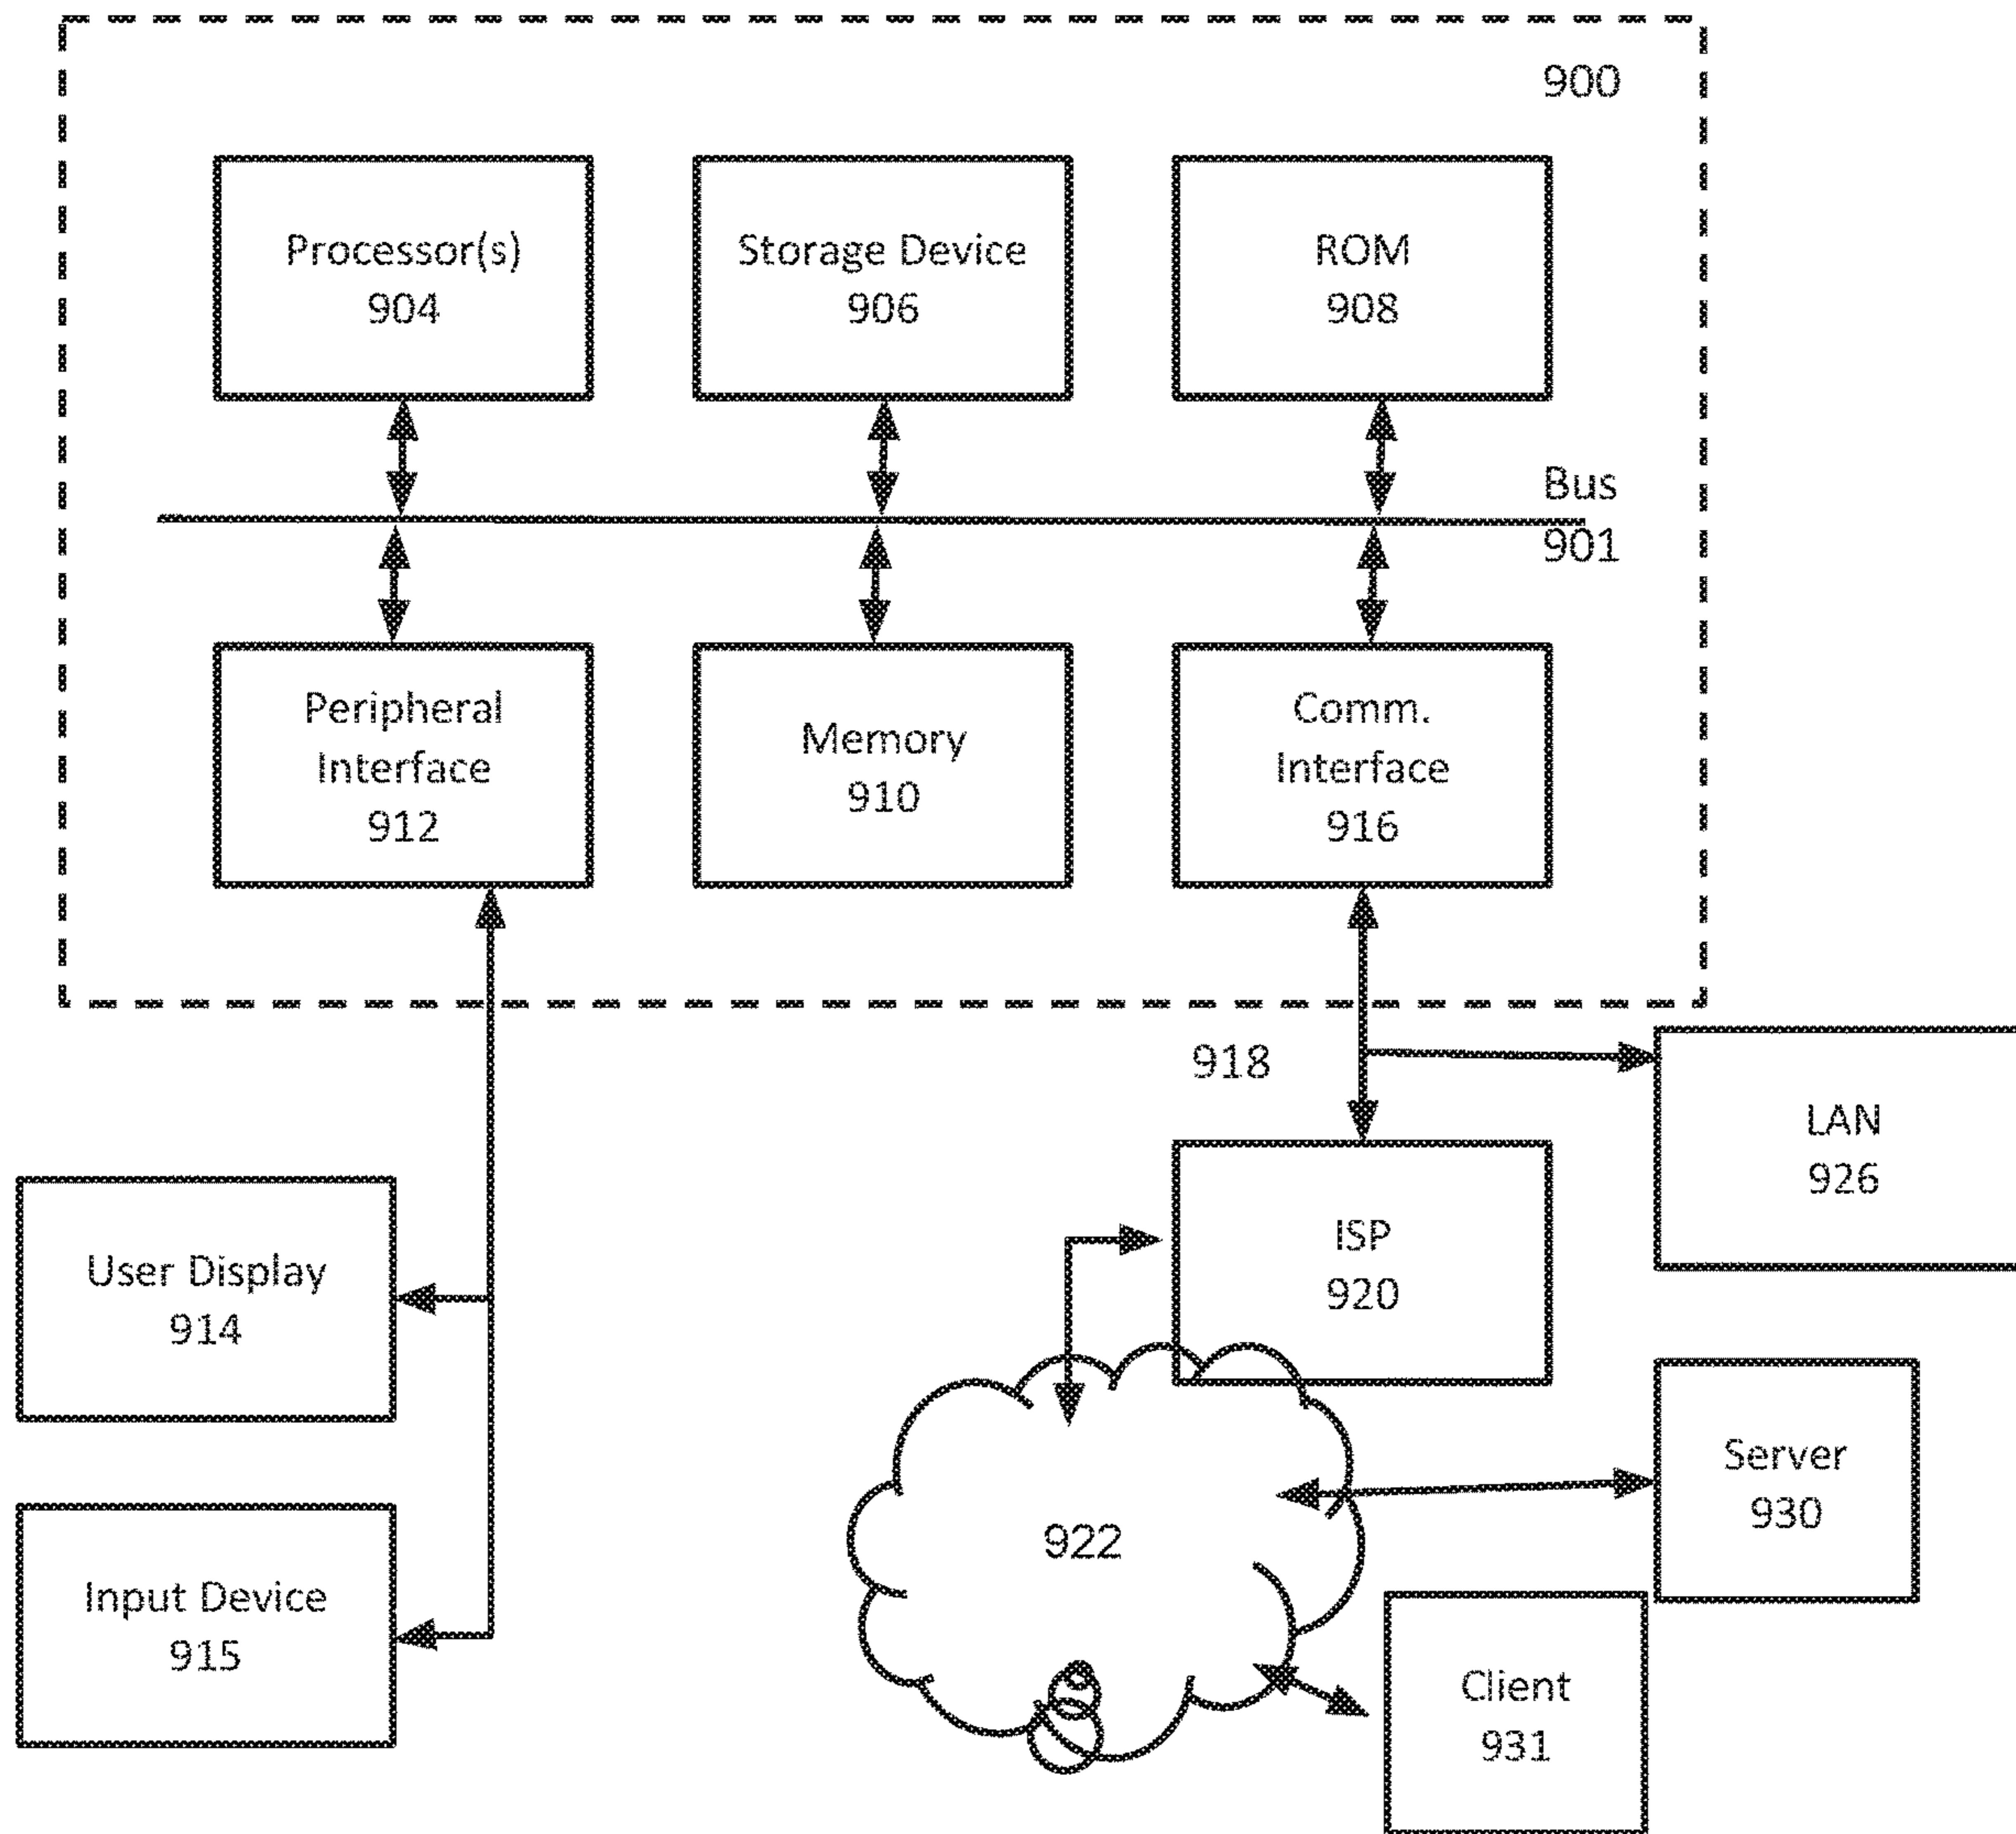 900
Processor(s)
904
Storage Device
906
ROM
908
Bus
901
Peripheral
Interface
912
Memory
910
Comm.
Interface
916
918
LAN
926
User Display
914
ISP
920
Server
930
922
Input Device
915
Client
931